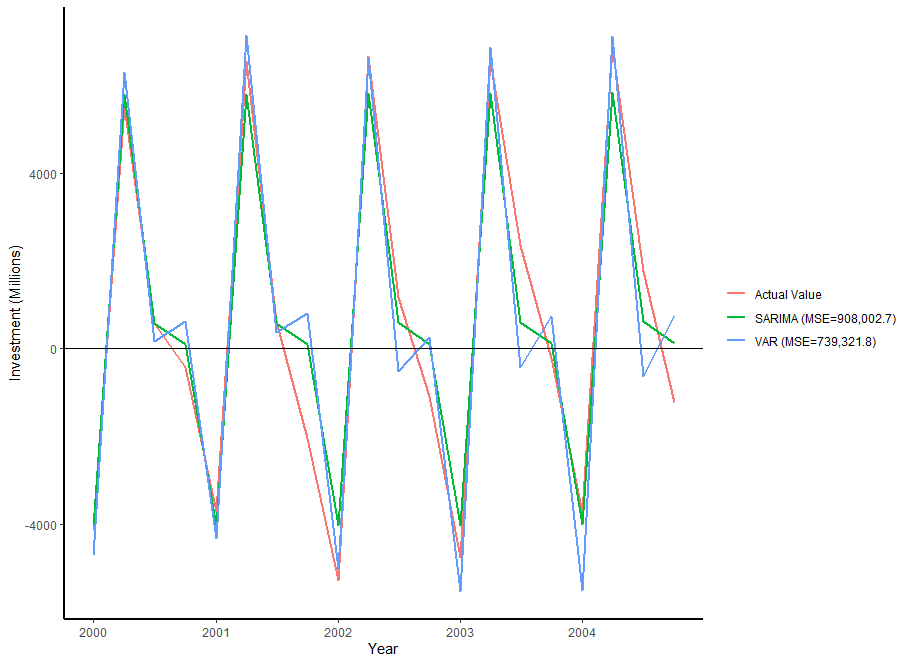 Investment (Millions)
4000
0
-4000
2000
2001
2002
2003
2004
Year
Actual Value
SARIMA (MSE=908,002.7)
VAR (MSE=739,321.8)